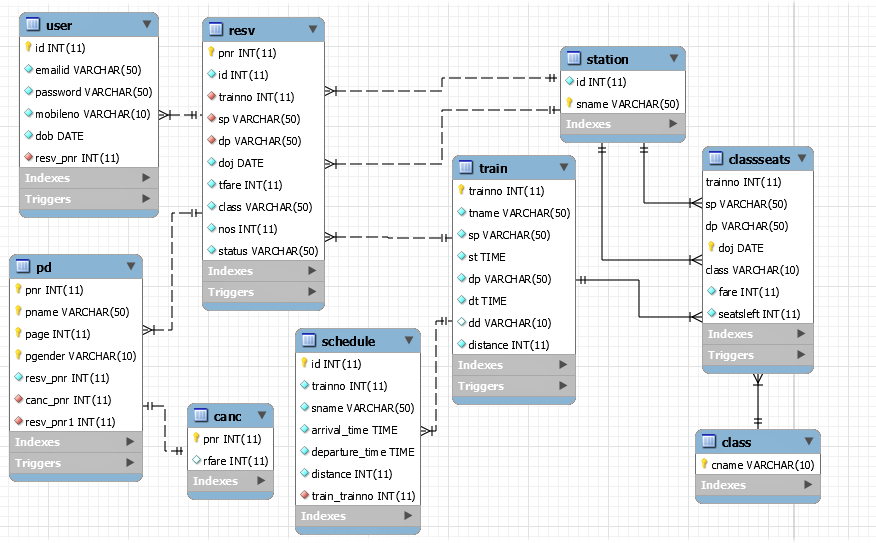 user
id INT(11)
emailid VARCHAR(50)
password VARCHAR(50)
mobileno VARCHAR(10)
dob DATE
resv_pnr INT(11)
Indexes
Triggers
resv
pnr INT(11)
id INT(11)
trainno INT(11)
sp VARCHAR(50)
dp VARCHAR(50)
doj DATE
tfare INT(11)
class VARCHAR(50)
nos INT(11)
status VARCHAR(50)
Indexes
Triggers
station
id INT(11)
sname VARCHAR(50)
Indexes
train
trainno INT(11)
tname VARCHAR(50)
sp VARCHAR(50)
st TIME
dp VARCHAR(50)
dt TIME
dd VARCHAR(10)
distance INT(11)
Indexes
Triggers
classseats
trainno INT(11)
sp VARCHAR(50)
dp VARCHAR(50)
doj DATE
class VARCHAR(10)
fare INT(11)
seatsleft INT(11)
Indexes
Triggers
pd
pnr INT(11)
pname VARCHAR(50)
page INT(11)
pgender VARCHAR(10)
resv_pnr INT(11)
canc_pnr INT(11)
resv_pnr1 INT(11)
Indexes
Triggers
canc
pnr INT(11)
rfare INT(11)
Indexes
schedule
id INT(11)
trainno INT(11)
sname VARCHAR(50)
arrival_time TIME
departure_time TIME
distance INT(11)
train_trainno INT(11)
Indexes
class
cname VARCHAR(10)
Indexes